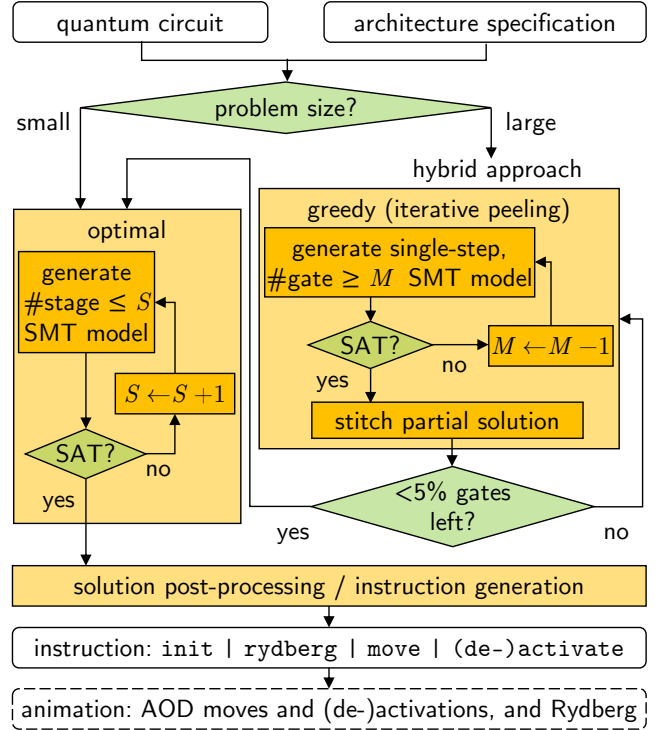 quantum circuit
architecture specification
problem size?
small
large
hybrid approach
greedy (iterative peeling)
optimal
generate single-step,
#gate ≥ M SMT model
generate
#stage ≤ S
SMT model
SAT?
no
M ← M − 1
yes
S ← S + 1
stitch partial solution
SAT?
no
yes
<5% gates
left?
yes
no
solution post-processing / instruction generation
instruction: init | rydberg | move | (de-)activate
animation: AOD moves and (de-)activations, and Rydberg